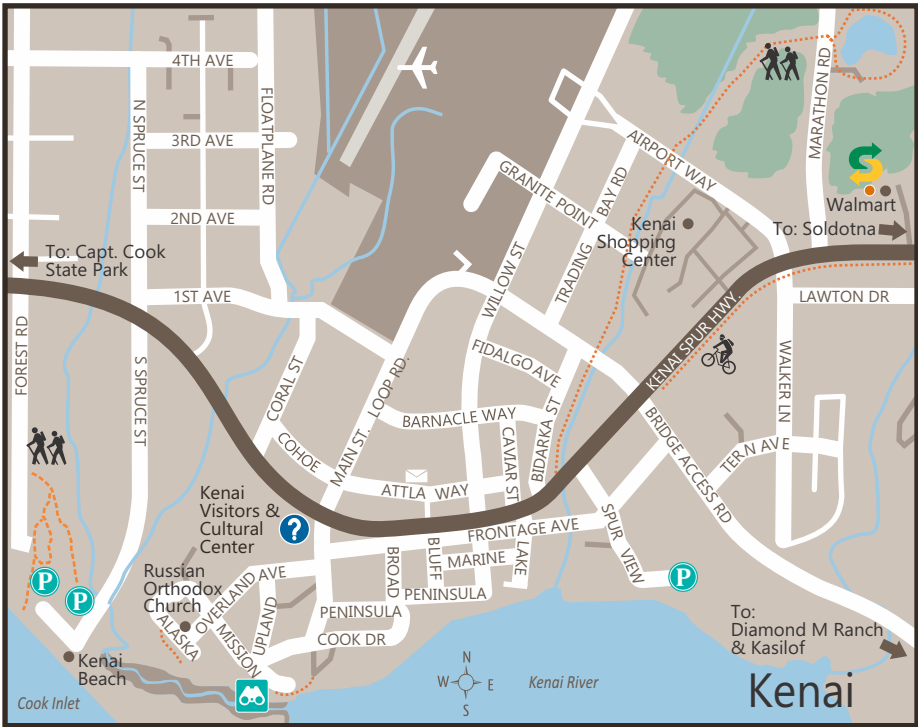 4TH AVE
N SPRUCE ST
FLOATPLANE RD
3RD AVE
2ND AVE
1ST AVE
To: Capt. Cook
State Park
FOREST RD
S SPRUCE ST
CORAL ST
COHOE
MAIN ST. LOOP RD.
WILLOW ST
GRANITE POINT
TRADING BAY RD
AIRPORT WAY
MARATHON RD
Walmart
To: Soldotna
Kenai
Shopping
Center
KENAI SPUR HWY.
LAWTON DR
WALKER LN
FIDALGO AVE
BARNACLE WAY
CAVIAR ST
BIDARKA ST
ATTLA WAY
BRIDGE ACCESS RD
TERN AVE
Kenai
Visitors &
Cultural
Center
?
FRONTAGE AVE
SPUR VIEW
MARINE
LAKE
BLUFF
BROAD
PENINSULA
PENINSULA
COOK DR
OVERLAND AVE
UPLAND
MISSION
ALASKA
Russian
Orthodox
Church
P
P
P
Kenai
Beach
Cook Inlet
N
W
E
S
Kenai River
To:
Diamond M Ranch
& Kasilof
Kenai